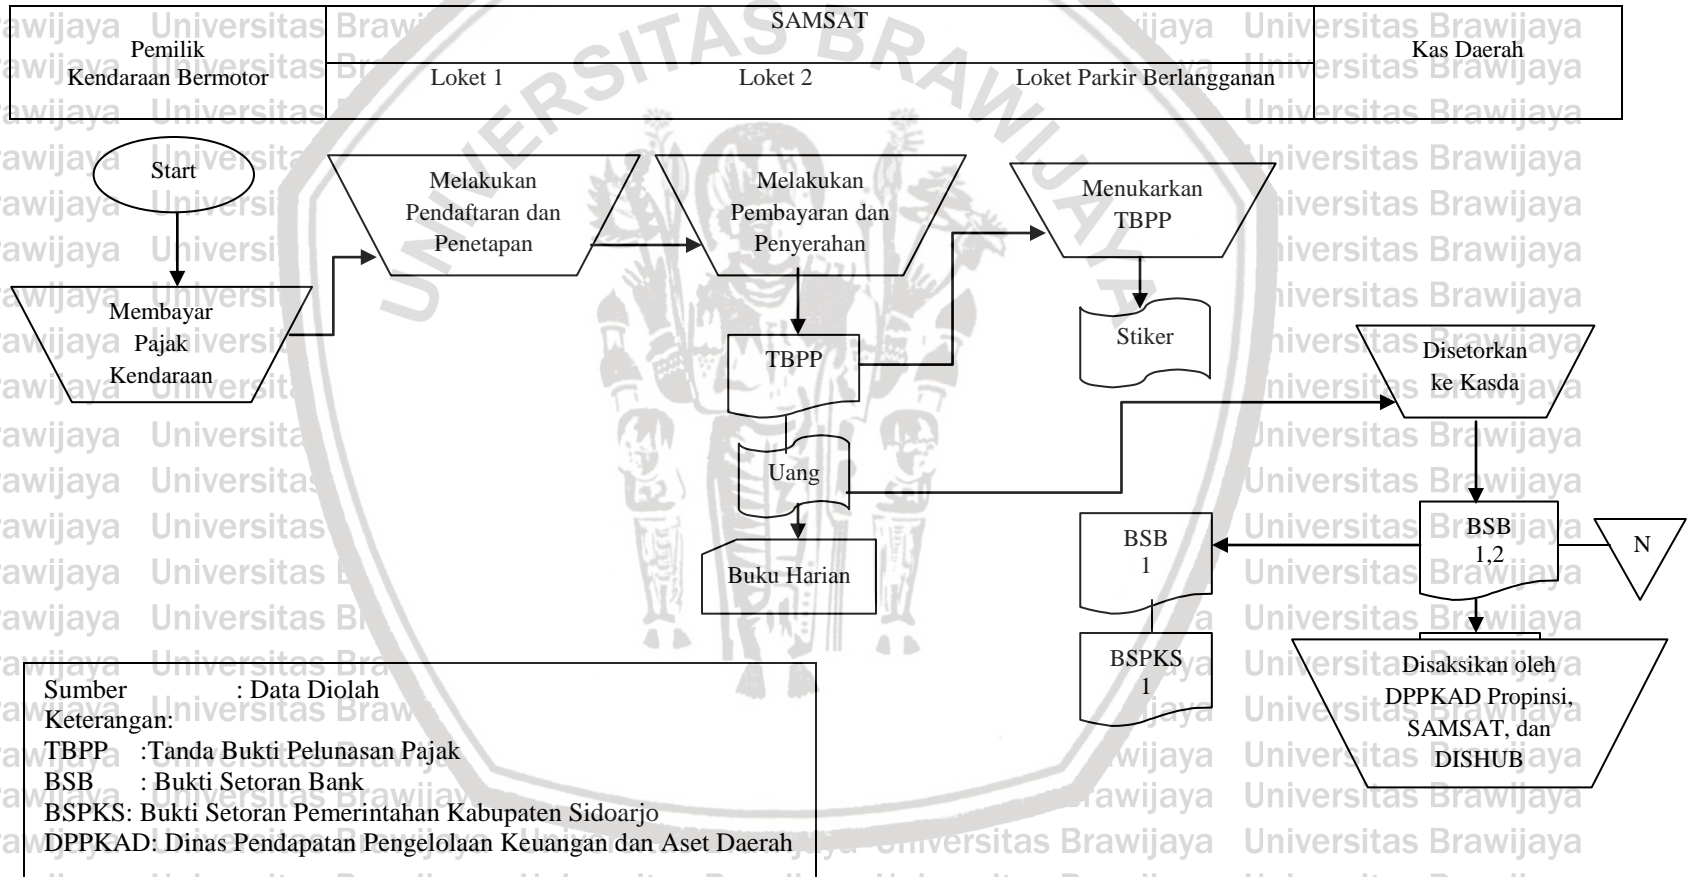 SAMSAT
Pemilik
Kendaraan Bermotor
Kas Daerah
Loket 1
Loket 2
Loket Parkir Berlangganan
Start
Melakukan
Pendaftaran dan
Penetapan
Melakukan
Pembayaran dan
Penyerahan
Menukarkan
TBPP
Membayar
Pajak
Kendaraan
TBPP
Stiker
Disetorkan
ke Kasda
Uang
Buku Harian
BSB
1
BSB
1,2
N
BSPKS
1
Disaksikan oleh
DPPKAD Propinsi,
SAMSAT, dan
DISHUB
Sumber : Data Diolah
Keterangan:
TBPP :Tanda Bukti Pelunasan Pajak
BSB : Bukti Setoran Bank
BSPKS: Bukti Setoran Pemerintahan Kabupaten Sidoarjo
DPPKAD: Dinas Pendapatan Pengelolaan Keuangan dan Aset Daerah
UNIVERSITAS BRAWIJAYA
Universitas Brawijaya